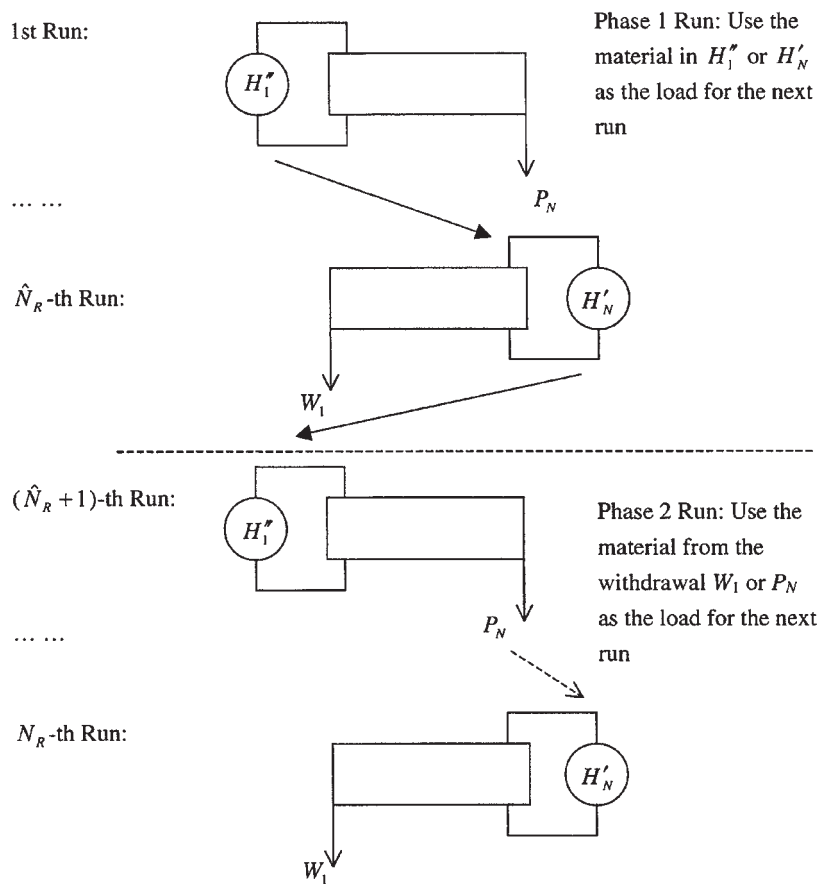 1st Run:
Phase 1 Run: Use the
material in H₁″ or H′_N
as the load for the next
run
H₁″
P_N
... ...
N̂_R-th Run:
H′_N
W₁
(N̂_R +1)-th Run:
H₁″
Phase 2 Run: Use the
material from the
withdrawal W₁ or P_N
as the load for the next
run
P_N
... ...
N_R-th Run:
H′_N
W₁